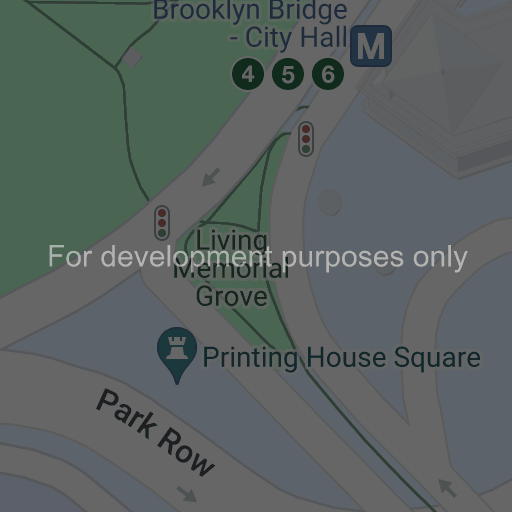 Brooklyn Bridge
- City Hall
M
4 5 6
Living
Memorial
Grove
For development purposes only
Printing House Square
Park Row